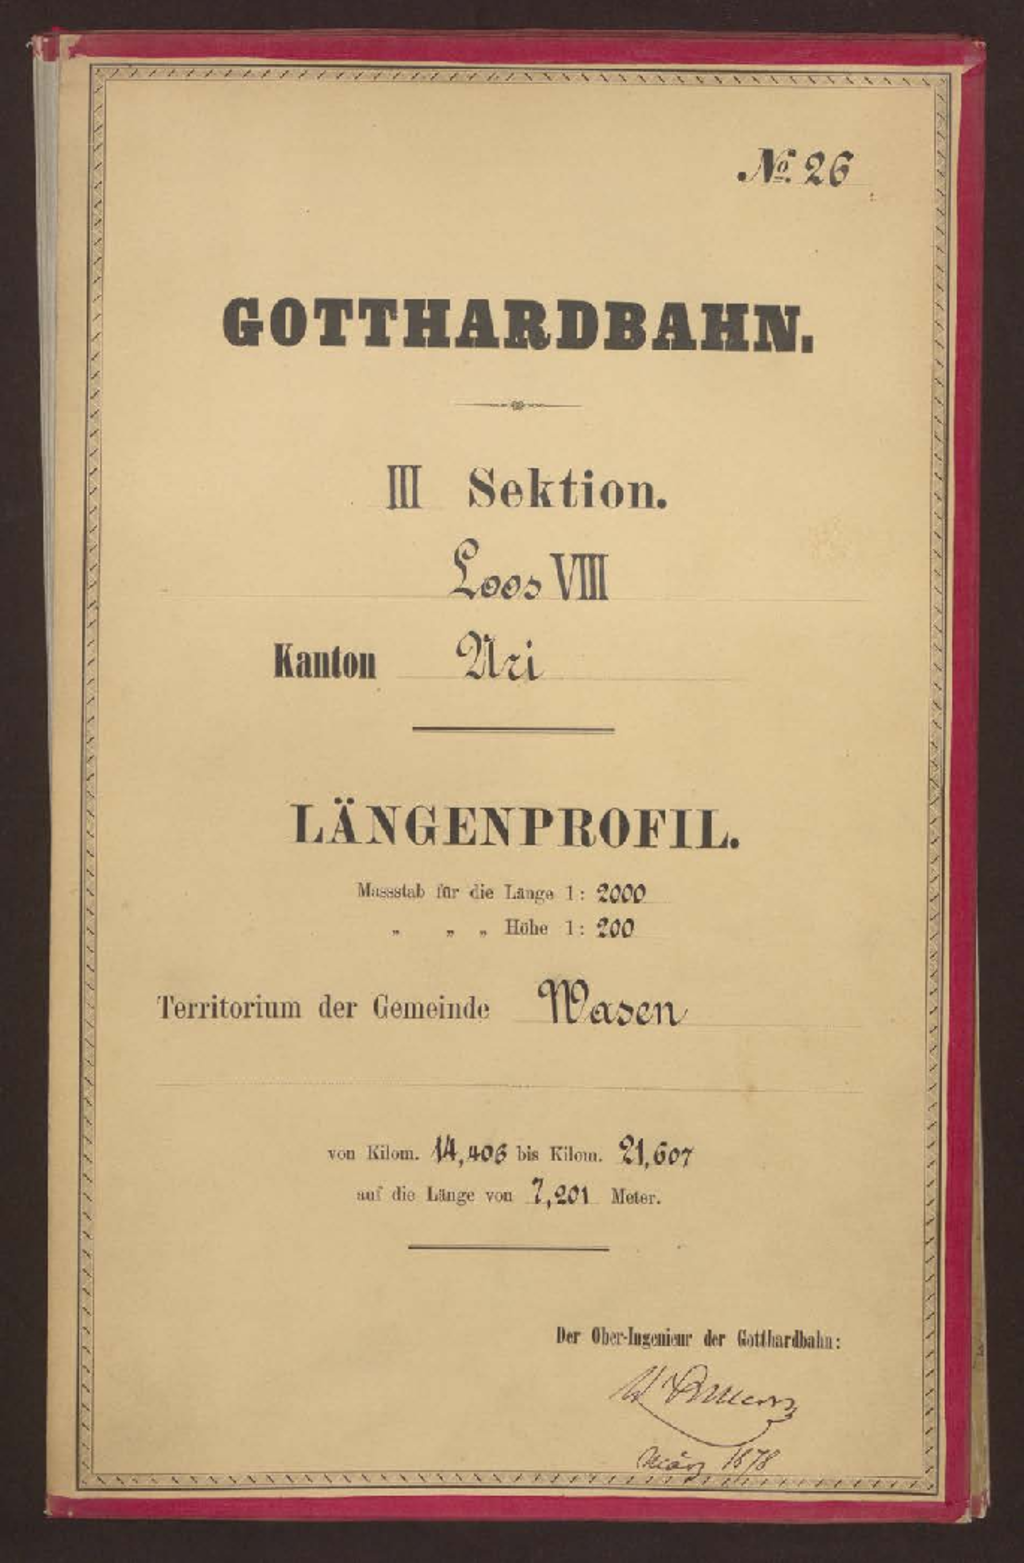 № 26
GOTTHARDBAHN.
III Sektion.
Loos VIII
Kanton Uri
LÄNGENPROFIL.
Massstab für die Länge 1: 2000
„ „ „ Höhe 1: 200
Territorium der Gemeinde Wasen
von Kilom. 14,406 bis Kilom. 21,607
auf die Länge von 7,201 Meter.
Der Ober-Ingenieur der Gotthardbahn:
März 1878